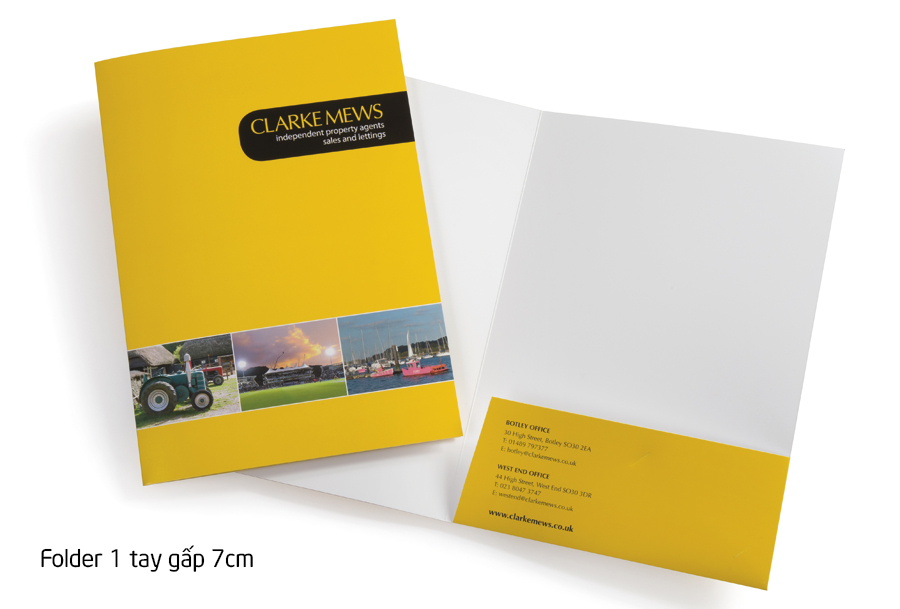 CLARKE MEWS
independent property agents
sales and lettings
BOTLEY OFFICE
30 High Street, Botley SO30 2EA
T: 01489 797377
E: botley@clarkemews.co.uk
WEST END OFFICE
44 High Street, West End SO30 3DR
T: 023 8047 3747
E: westend@clarkemews.co.uk
www.clarkemews.co.uk
Folder 1 tay gấp 7cm